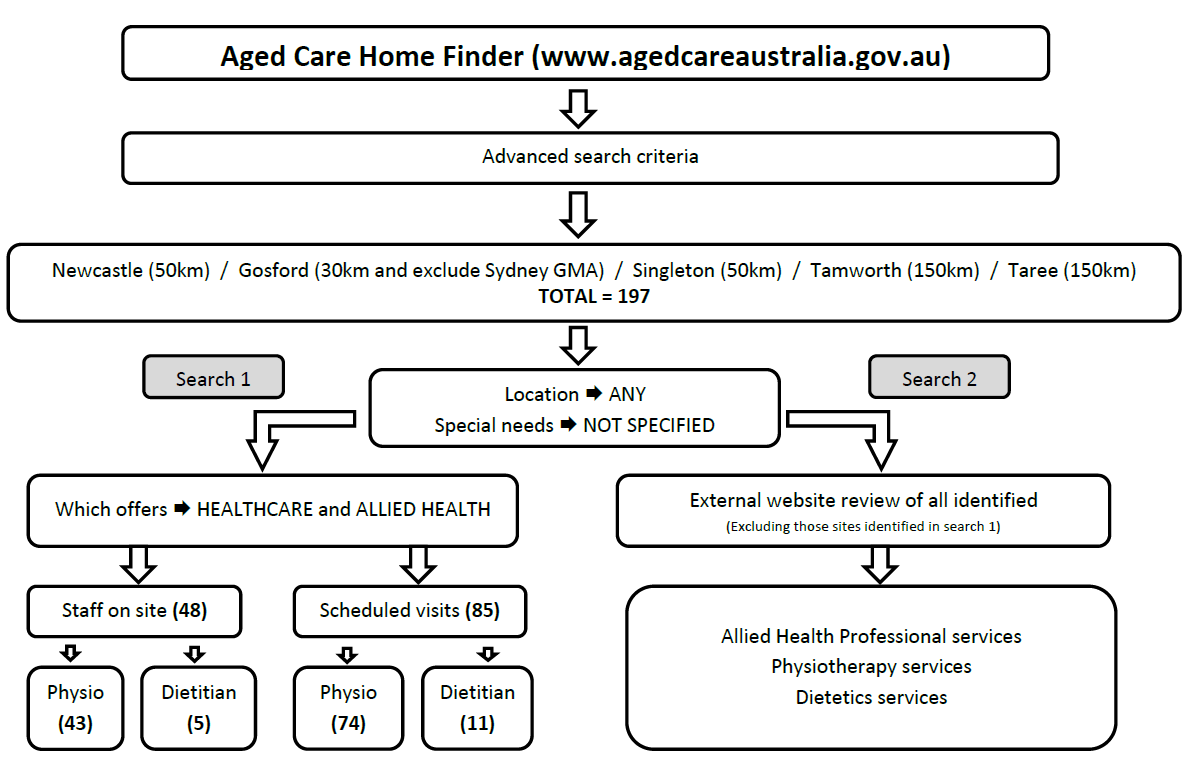 Aged Care Home Finder (www.agedcareaustralia.gov.au)
Advanced search criteria
Newcastle (50km) / Gosford (30km and exclude Sydney GMA) / Singleton (50km) / Tamworth (150km) / Taree (150km)
TOTAL = 197
Search 1
Search 2
Location 🡆 ANY
Special needs 🡆 NOT SPECIFIED
Which offers 🡆 HEALTHCARE and ALLIED HEALTH
External website review of all identified
(Excluding those sites identified in search 1)
Staff on site (48)
Scheduled visits (85)
Physio
(43)
Dietitian
(5)
Physio
(74)
Dietitian
(11)
Allied Health Professional services
Physiotherapy services
Dietetics services